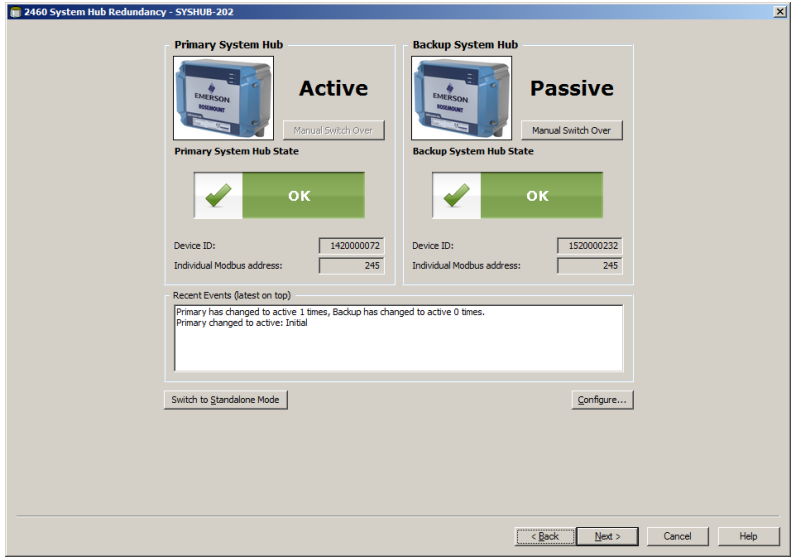 2460 System Hub Redundancy - SYSHUB-202
Primary System Hub
EMERSON
ROSEMOUNT
Active
Manual Switch Over
Primary System Hub State
OK
Device ID: 1420000072
Individual Modbus address: 245
Backup System Hub
EMERSON
ROSEMOUNT
Passive
Manual Switch Over
Backup System Hub State
OK
Device ID: 1520000232
Individual Modbus address: 245
Recent Events (latest on top)
Primary has changed to active 1 times, Backup has changed to active 0 times.
Primary changed to active: Initial
Switch to Standalone Mode
Configure...
< Back
Next >
Cancel
Help